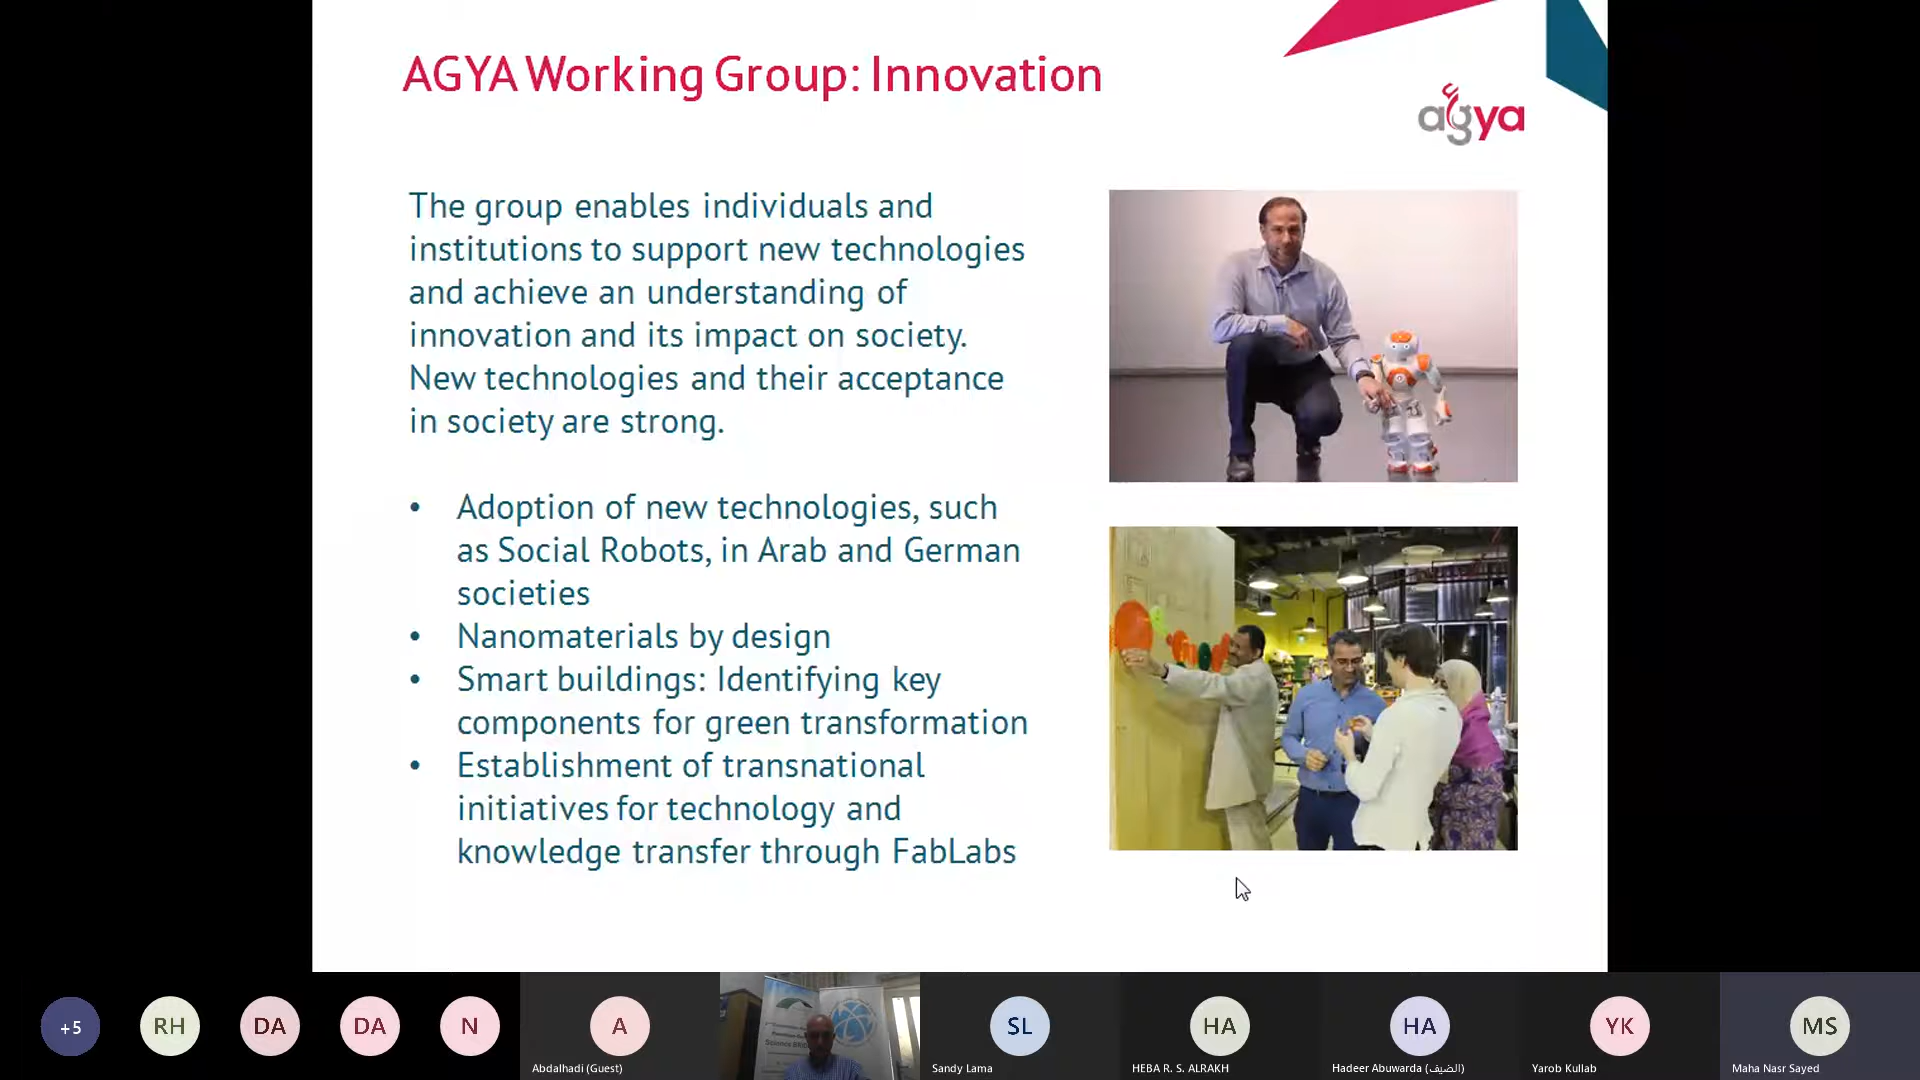 AGYA Working Group: Innovation
agya
The group enables individuals and
institutions to support new technologies
and achieve an understanding of
innovation and its impact on society.
New technologies and their acceptance
in society are strong.
• Adoption of new technologies, such
as Social Robots, in Arab and German
societies
• Nanomaterials by design
• Smart buildings: Identifying key
components for green transformation
• Establishment of transnational
initiatives for technology and
knowledge transfer through FabLabs
+5
RH
DA
DA
N
A
Abdalhadi (Guest)
SL
Sandy Lama
HA
HEBA R. S. ALRAKH
HA
Hadeer Abuwarda (الضيف)
YK
Yarob Kullab
MS
Maha Nasr Sayed